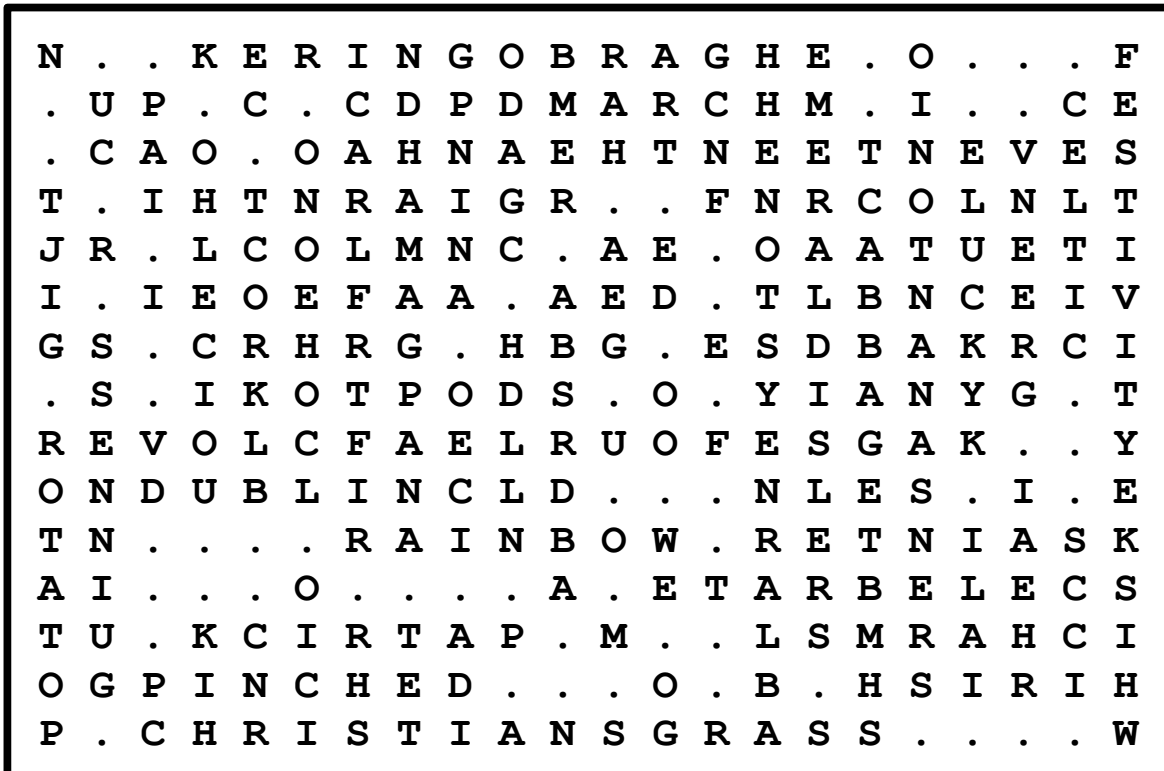 N . . K E R I N G O B R A G H E . O . . . F
. U P . C . C D P D M A R C H M . I . . C E
. C A O . O A H N A E H T N E E T N E V E S
T . I H T N R A I G R . . F N R C O L N L T
J R . L C O L M N C . A E . O A A T U E T I
I . I E O E F A A . A E D . T L B N C E I V
G S . C R H R G . H B G . E S D B A K R C I
. S . I K O T P O D S . O . Y I A N Y G . T
R E V O L C F A E L R U O F E S G A K . . Y
O N D U B L I N C L D . . . N L E S . I . E
T N . . . . R A I N B O W . R E T N I A S K
A I . . . O . . . . A . E T A R B E L E C S
T U . K C I R T A P . M . . L S M R A H C I
O G P I N C H E D . . . O . B . H S I R I H
P . C H R I S T I A N S G R A S S . . . . W